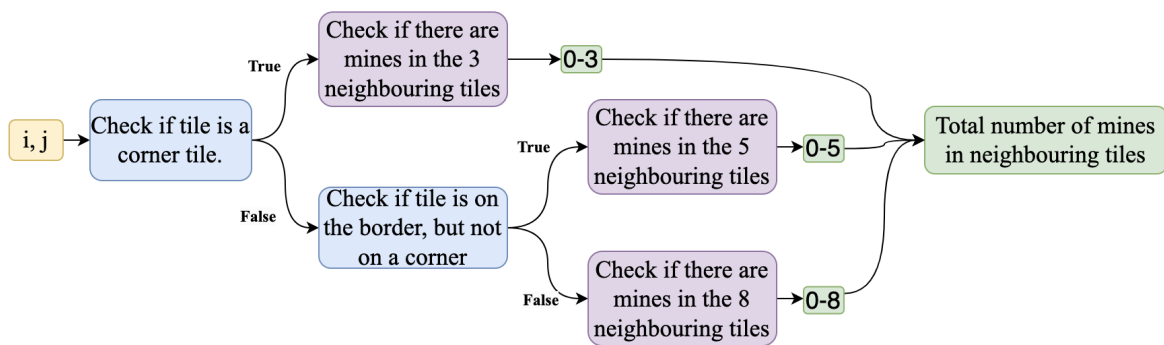 i, j
Check if tile is a
corner tile.
True
Check if there are
mines in the 3
neighbouring tiles
0-3
False
Check if tile is on
the border, but not
on a corner
True
Check if there are
mines in the 5
neighbouring tiles
0-5
False
Check if there are
mines in the 8
neighbouring tiles
0-8
Total number of mines
in neighbouring tiles